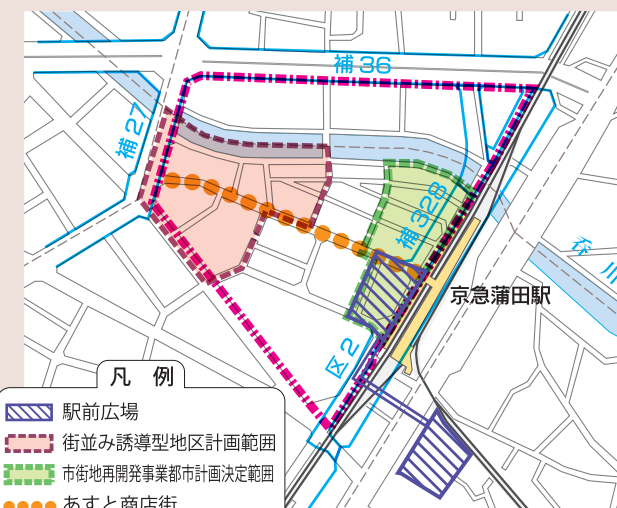 補36
補27
補328
呑川
京急蒲田駅
区2
凡例
駅前広場
街並み誘導型地区計画範囲
市街地再開発事業都市計画決定範囲
あすと商店街